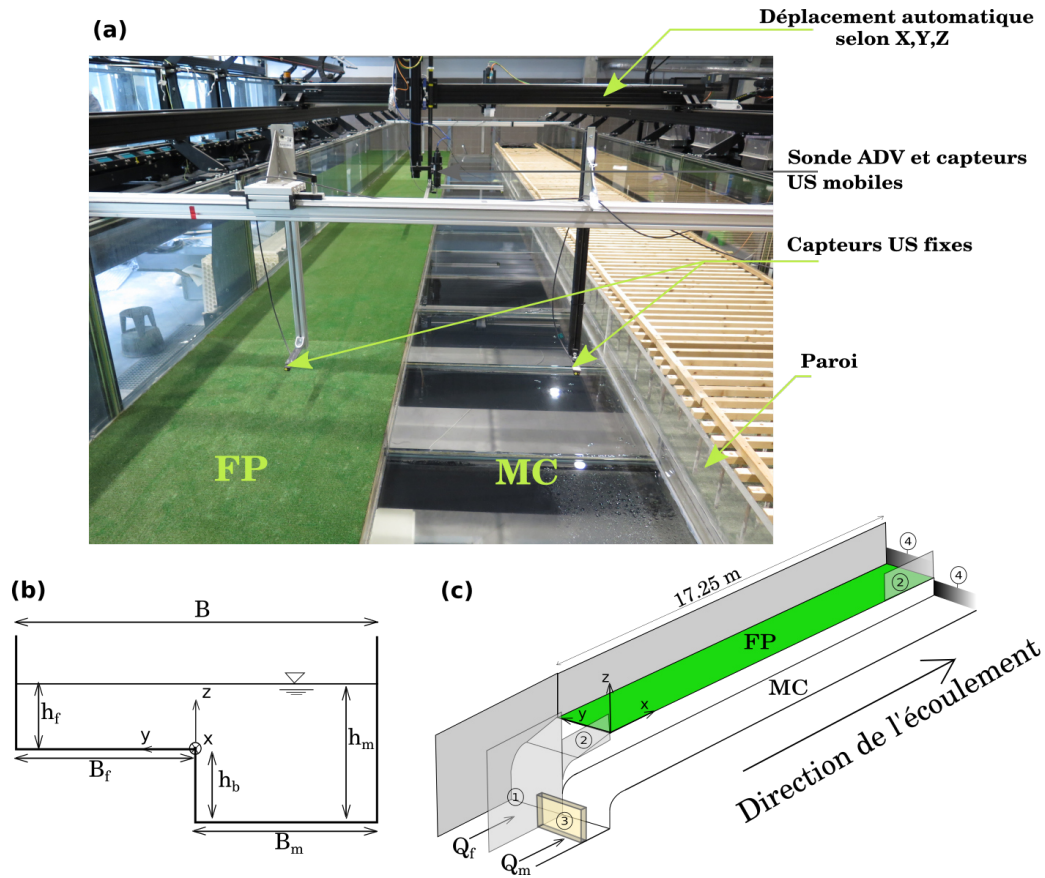 (a)
Déplacement automatique
selon X,Y,Z
Sonde ADV et capteurs
US mobiles
Capteurs US fixes
Paroi
FP
MC
(b)
B
h_f
z
y
x
h_m
B_f
h_b
B_m
(c)
17.25 m
4
2
4
FP
z
MC
y
x
2
1
3
Q_f
Q_m
Direction de l'écoulement